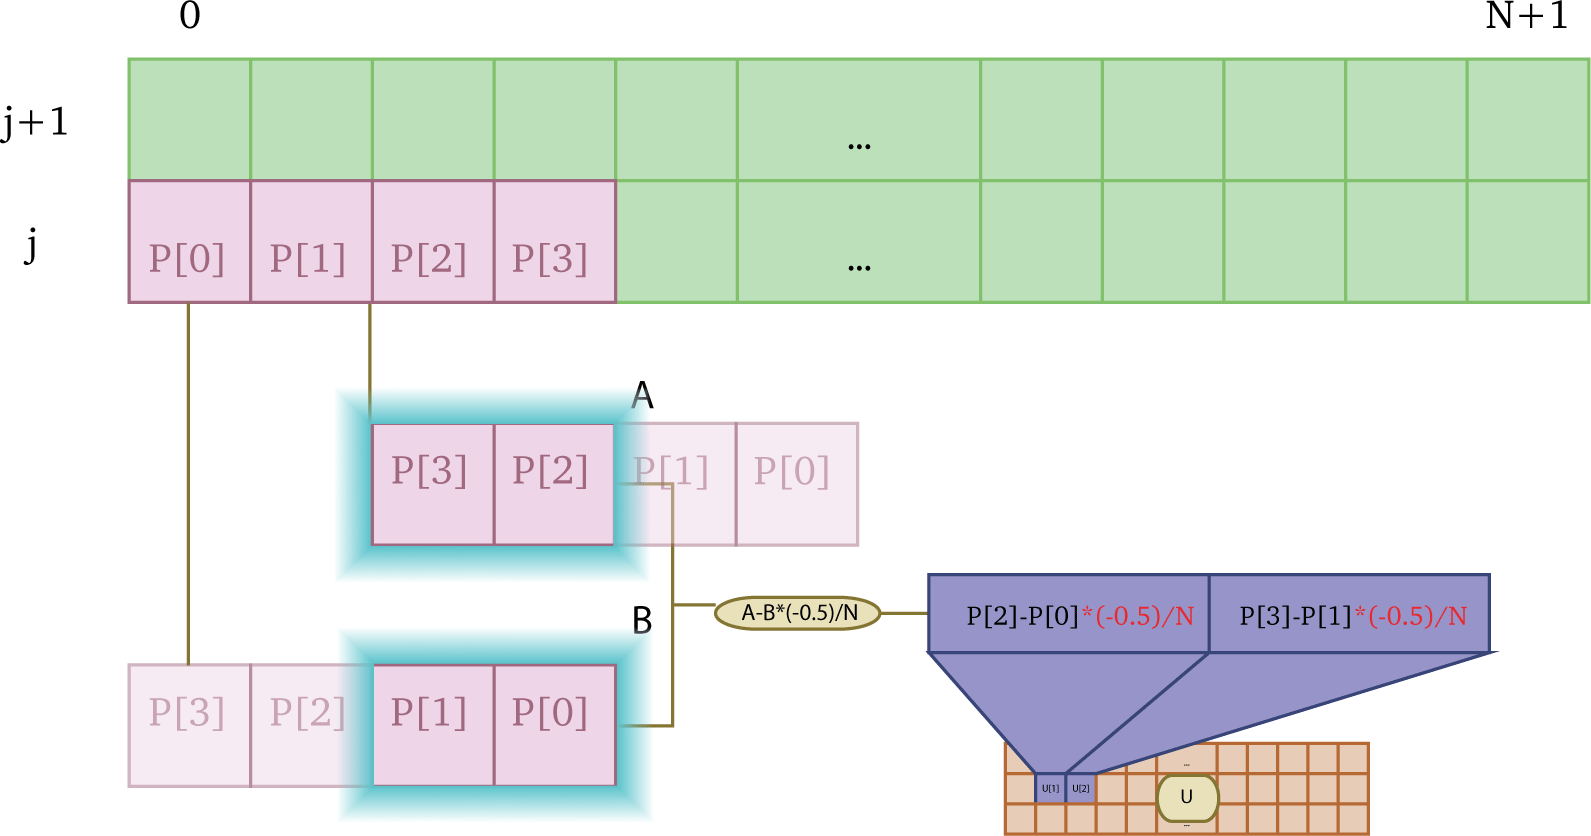 0 N+1
j+1 ...
j P[0] P[1] P[2] P[3] ...
A
P[3] P[2] P[1] P[0]
B A-B*(-0.5)/N P[2]-P[0]*(-0.5)/N P[3]-P[1]*(-0.5)/N
P[3] P[2] P[1] P[0]
...
U[1] U[2] U
...